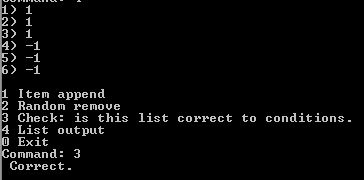 1) 1
2) 1
3) 1
4) -1
5) -1
6) -1
1 Item append
2 Random remove
3 Check: is this list correct to conditions.
4 List output
0 Exit
Command: 3
Correct.